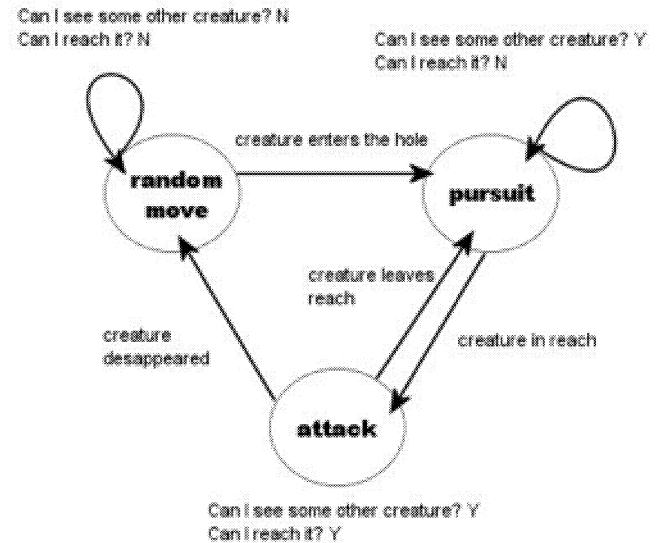 Can I see some other creature? N
Can I reach it? N
Can I see some other creature? Y
Can I reach it? N
creature enters the hole
random
move
pursuit
creature leaves
reach
creature
desappeared
creature in reach
attack
Can I see some other creature? Y
Can I reach it? Y